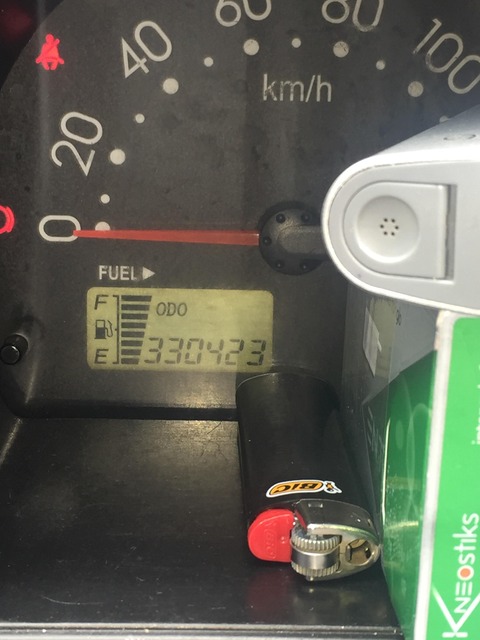 60
80
40
100
km/h
20
0
FUEL▶
F
ODO
E
330423
BIC
K
NEOstiks